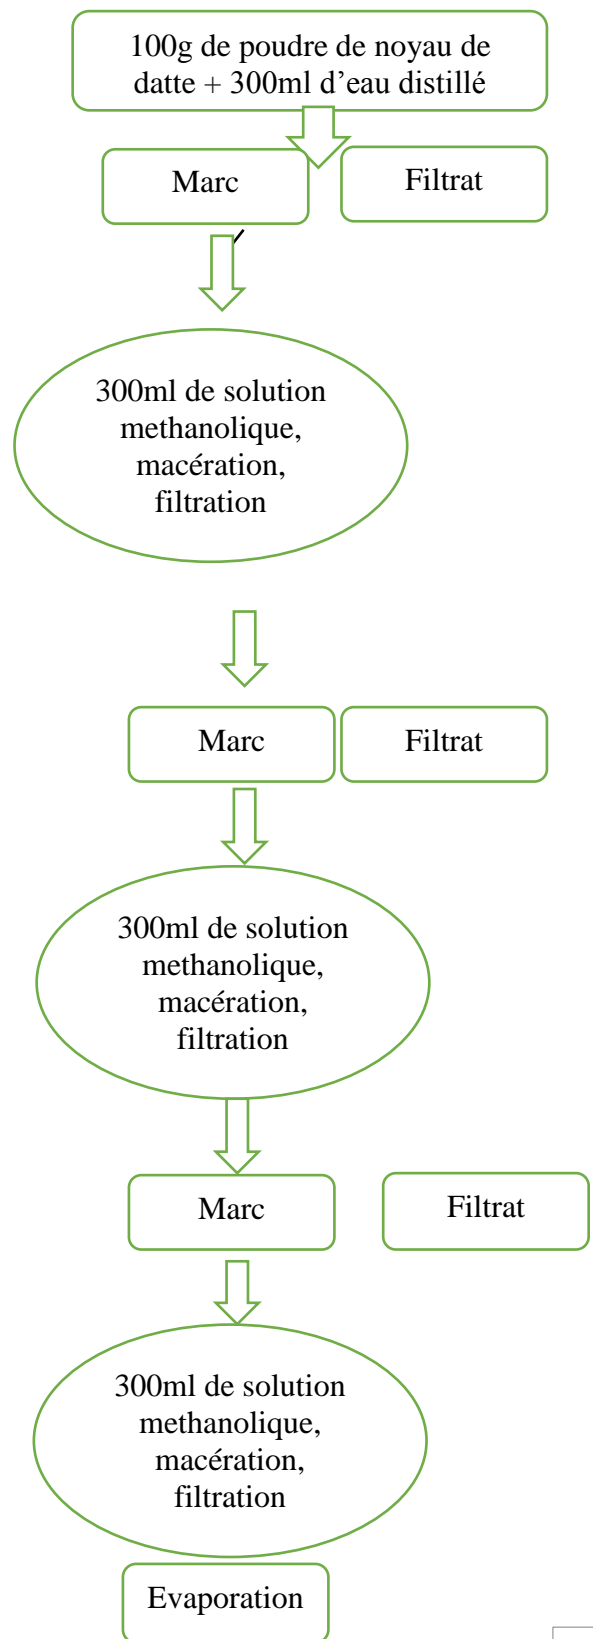 100g de poudre de noyau de
datte + 300ml d’eau distillé
Marc
Filtrat
300ml de solution
methanolique,
macération,
filtration
Marc
Filtrat
300ml de solution
methanolique,
macération,
filtration
Marc
Filtrat
300ml de solution
methanolique,
macération,
filtration
Evaporation